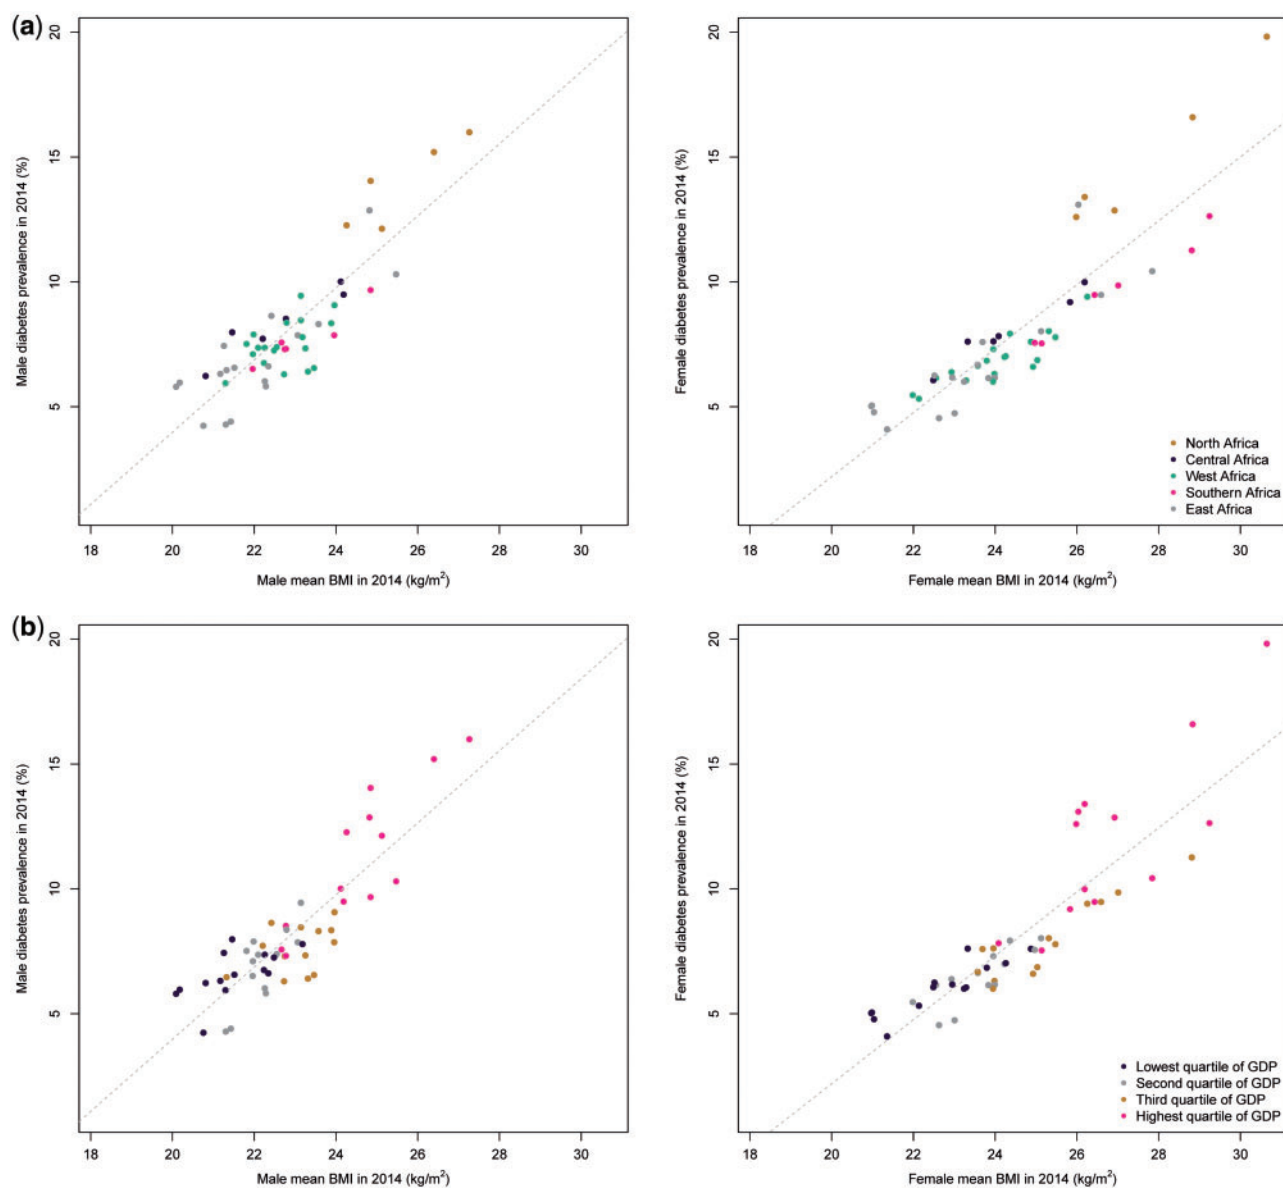 (a)
20
15
10
5
Male diabetes prevalence in 2014 (%)
18 20 22 24 26 28 30
Male mean BMI in 2014 (kg/m²)
20
15
10
5
Female diabetes prevalence in 2014 (%)
North Africa
Central Africa
West Africa
Southern Africa
East Africa
18 20 22 24 26 28 30
Female mean BMI in 2014 (kg/m²)
(b)
20
15
10
5
Male diabetes prevalence in 2014 (%)
18 20 22 24 26 28 30
Male mean BMI in 2014 (kg/m²)
20
15
10
5
Female diabetes prevalence in 2014 (%)
Lowest quartile of GDP
Second quartile of GDP
Third quartile of GDP
Highest quartile of GDP
18 20 22 24 26 28 30
Female mean BMI in 2014 (kg/m²)